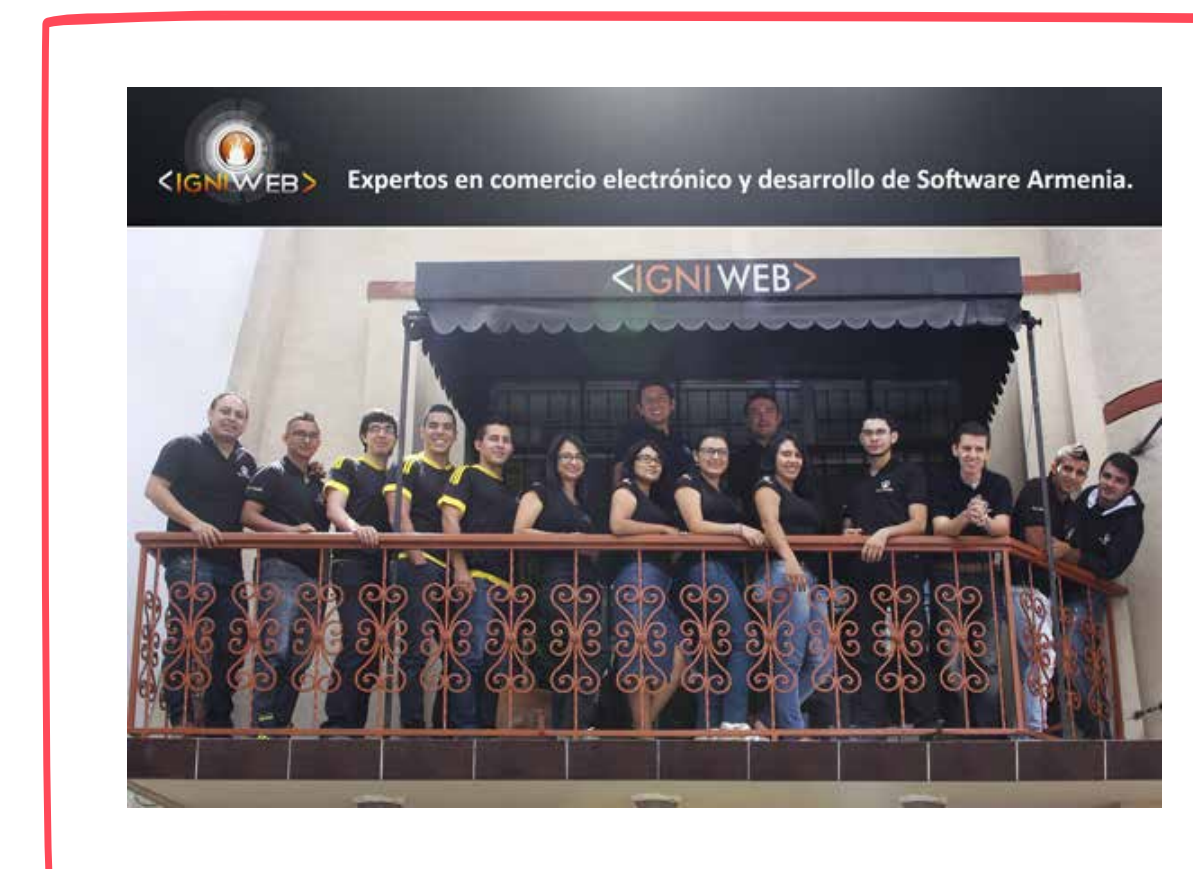 <IGNIWEB>
Expertos en comercio electrónico y desarrollo de Software Armenia.
<IGNIWEB>